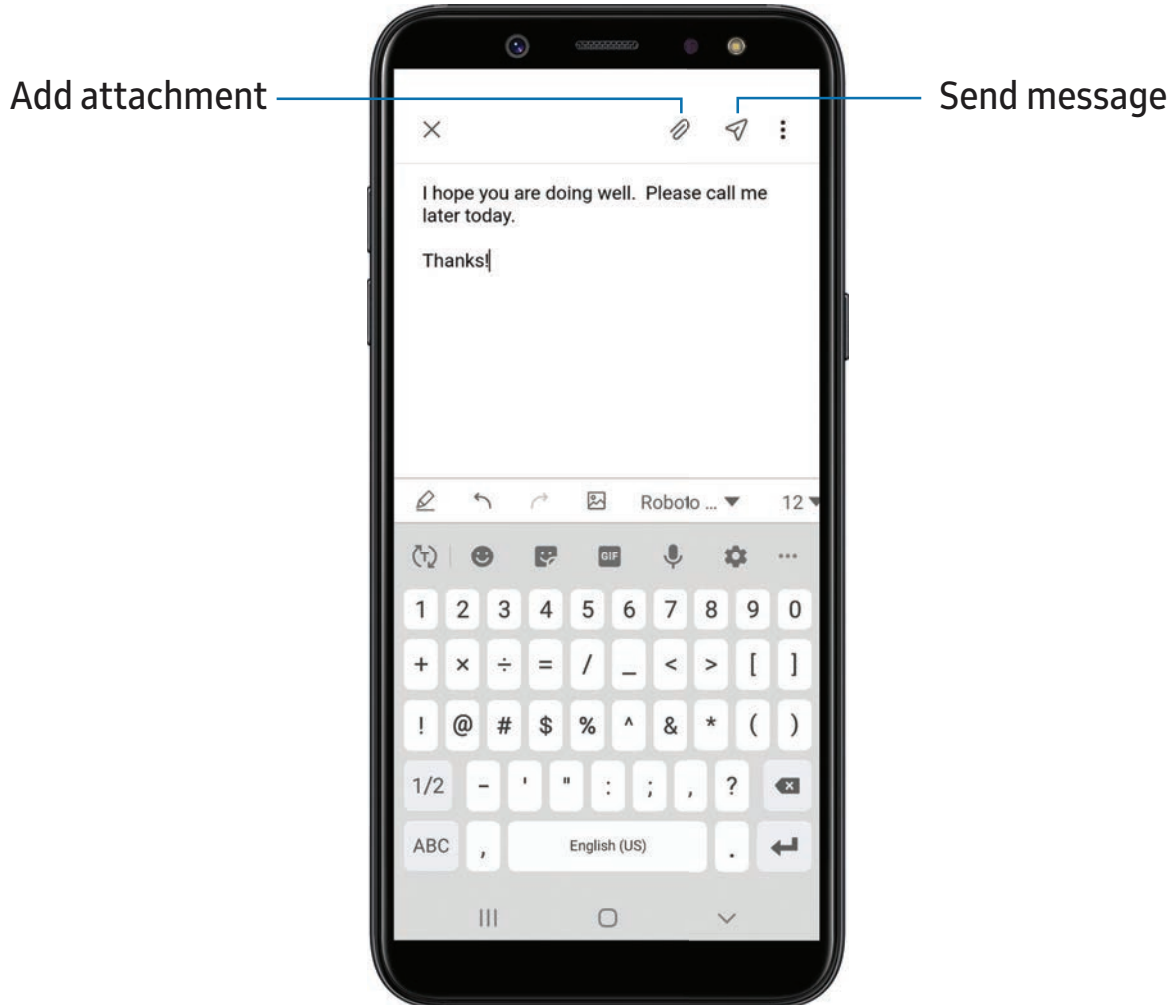 Add attachment
Send message
I hope you are doing well.  Please call me
later today.
Thanks!
Roboto ... 12
T GIF
1 2 3 4 5 6 7 8 9 0
+ × ÷ = / _ < > [ ]
! @ # $ % ^ & * ( )
1/2 - ' " : ; , ?
ABC , English (US) .